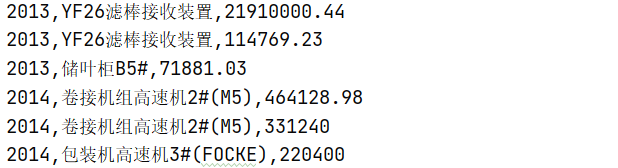 2013,YF26滤棒接收装置,21910000.44
2013,YF26滤棒接收装置,114769.23
2013,储叶柜B5#,71881.03
2014,卷接机组高速机2#(M5),464128.98
2014,卷接机组高速机2#(M5),331240
2014,包装机高速机3#(FOCKE),220400